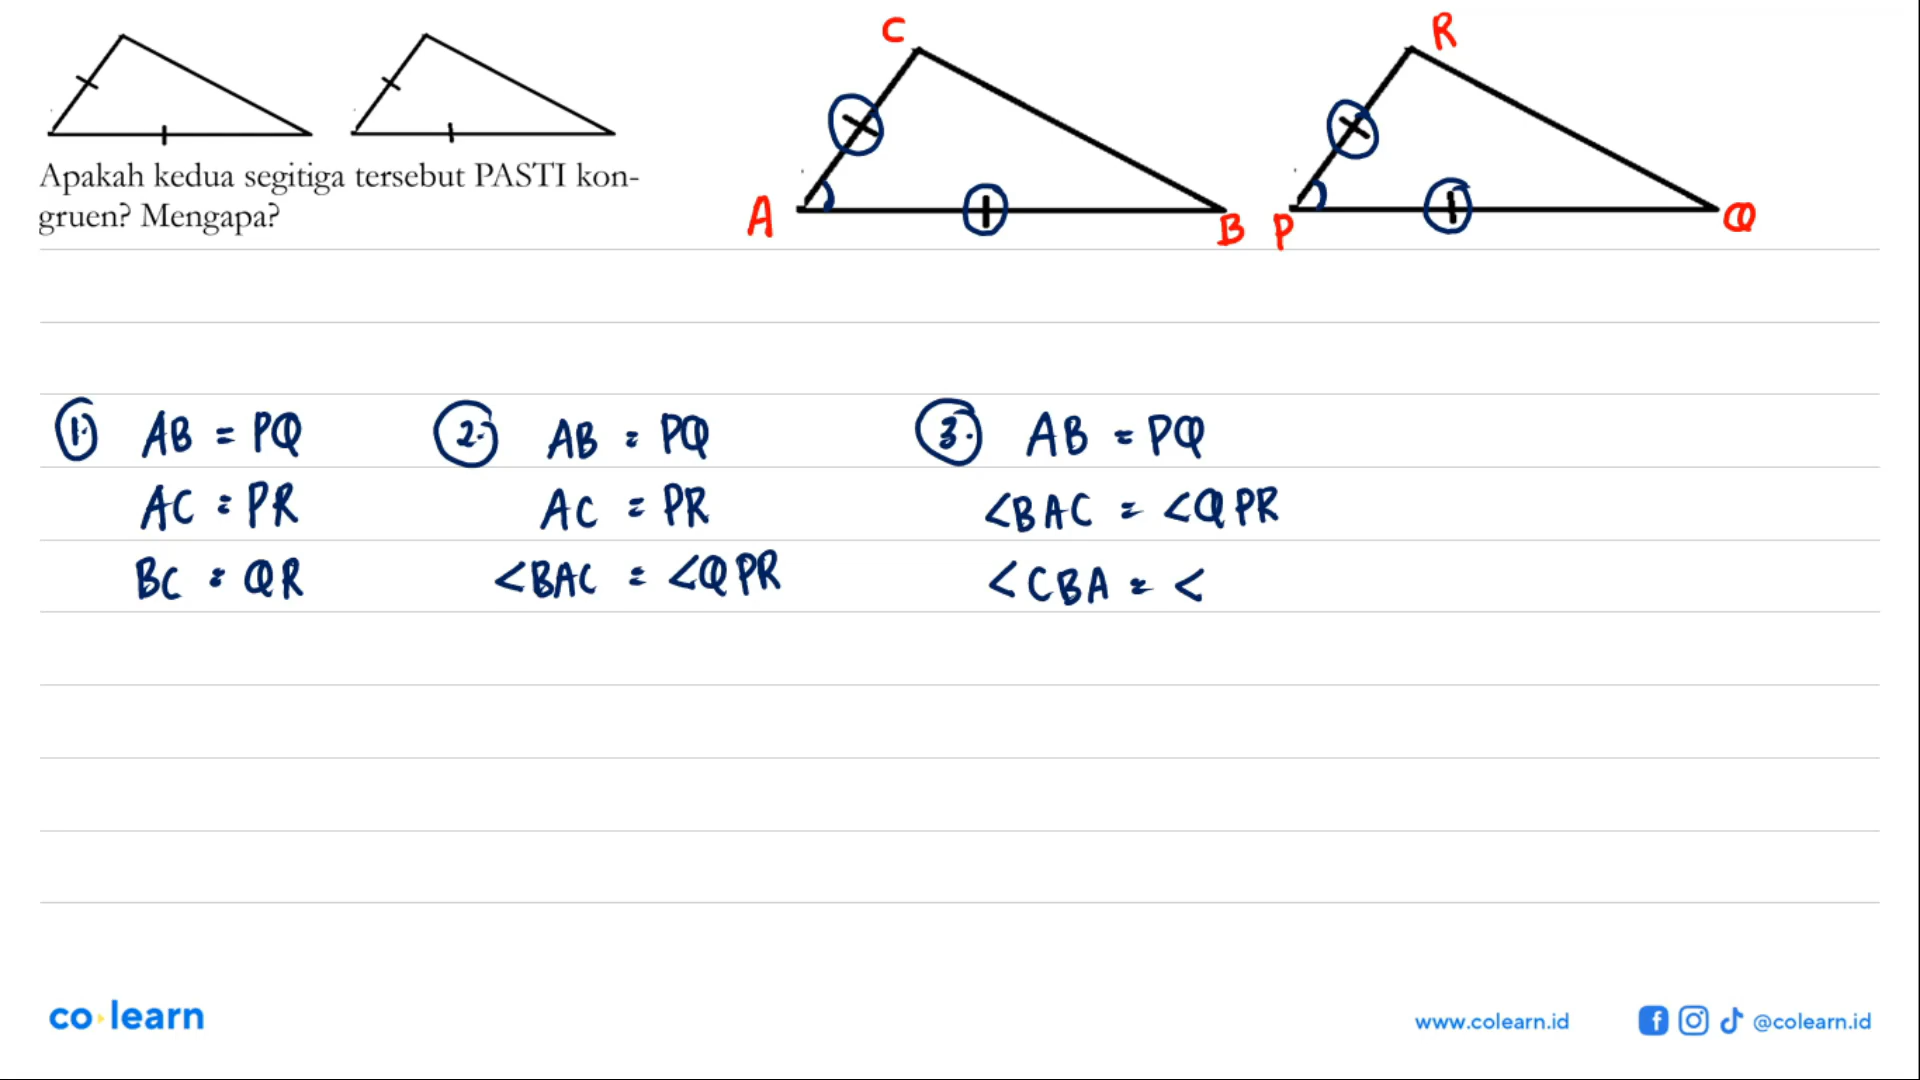 C
R
A
B
P
Q
Apakah kedua segitiga tersebut PASTI kon-
gruen? Mengapa?
1. AB = PQ
AC = PR
BC = QR
2. AB = PQ
AC = PR
<BAC = <QPR
3. AB = PQ
<BAC = <QPR
<CBA = <
co learn
www.colearn.id
@colearn.id